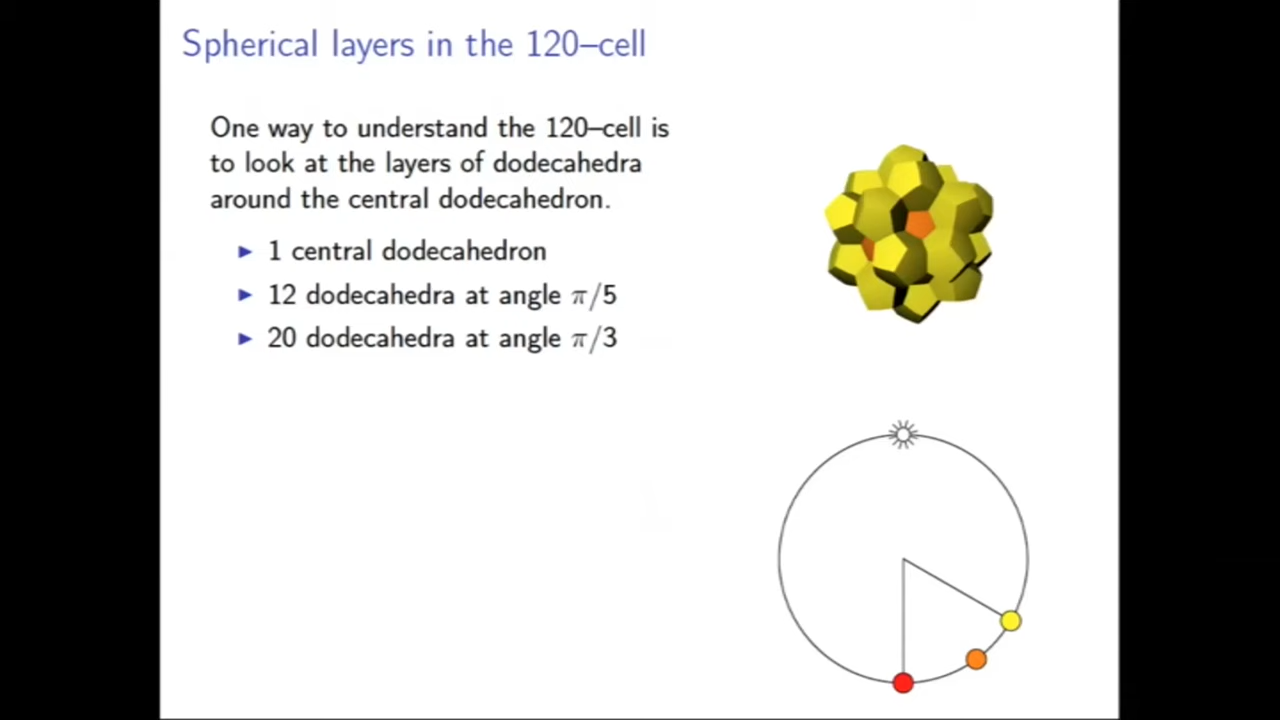 Spherical layers in the 120–cell
One way to understand the 120–cell is
to look at the layers of dodecahedra
around the central dodecahedron.
► 1 central dodecahedron
► 12 dodecahedra at angle π/5
► 20 dodecahedra at angle π/3